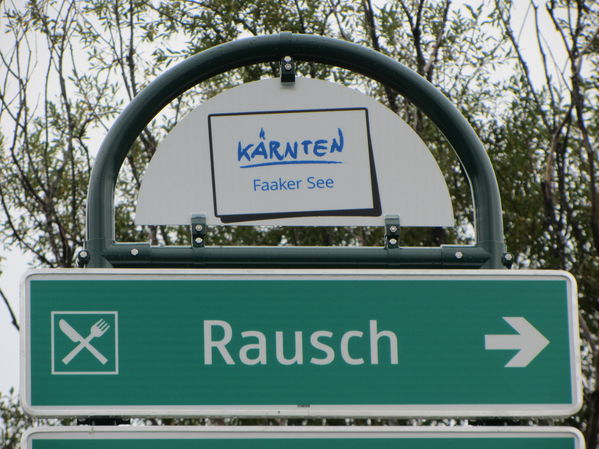 KÄRNTEN
Faaker See
Rausch